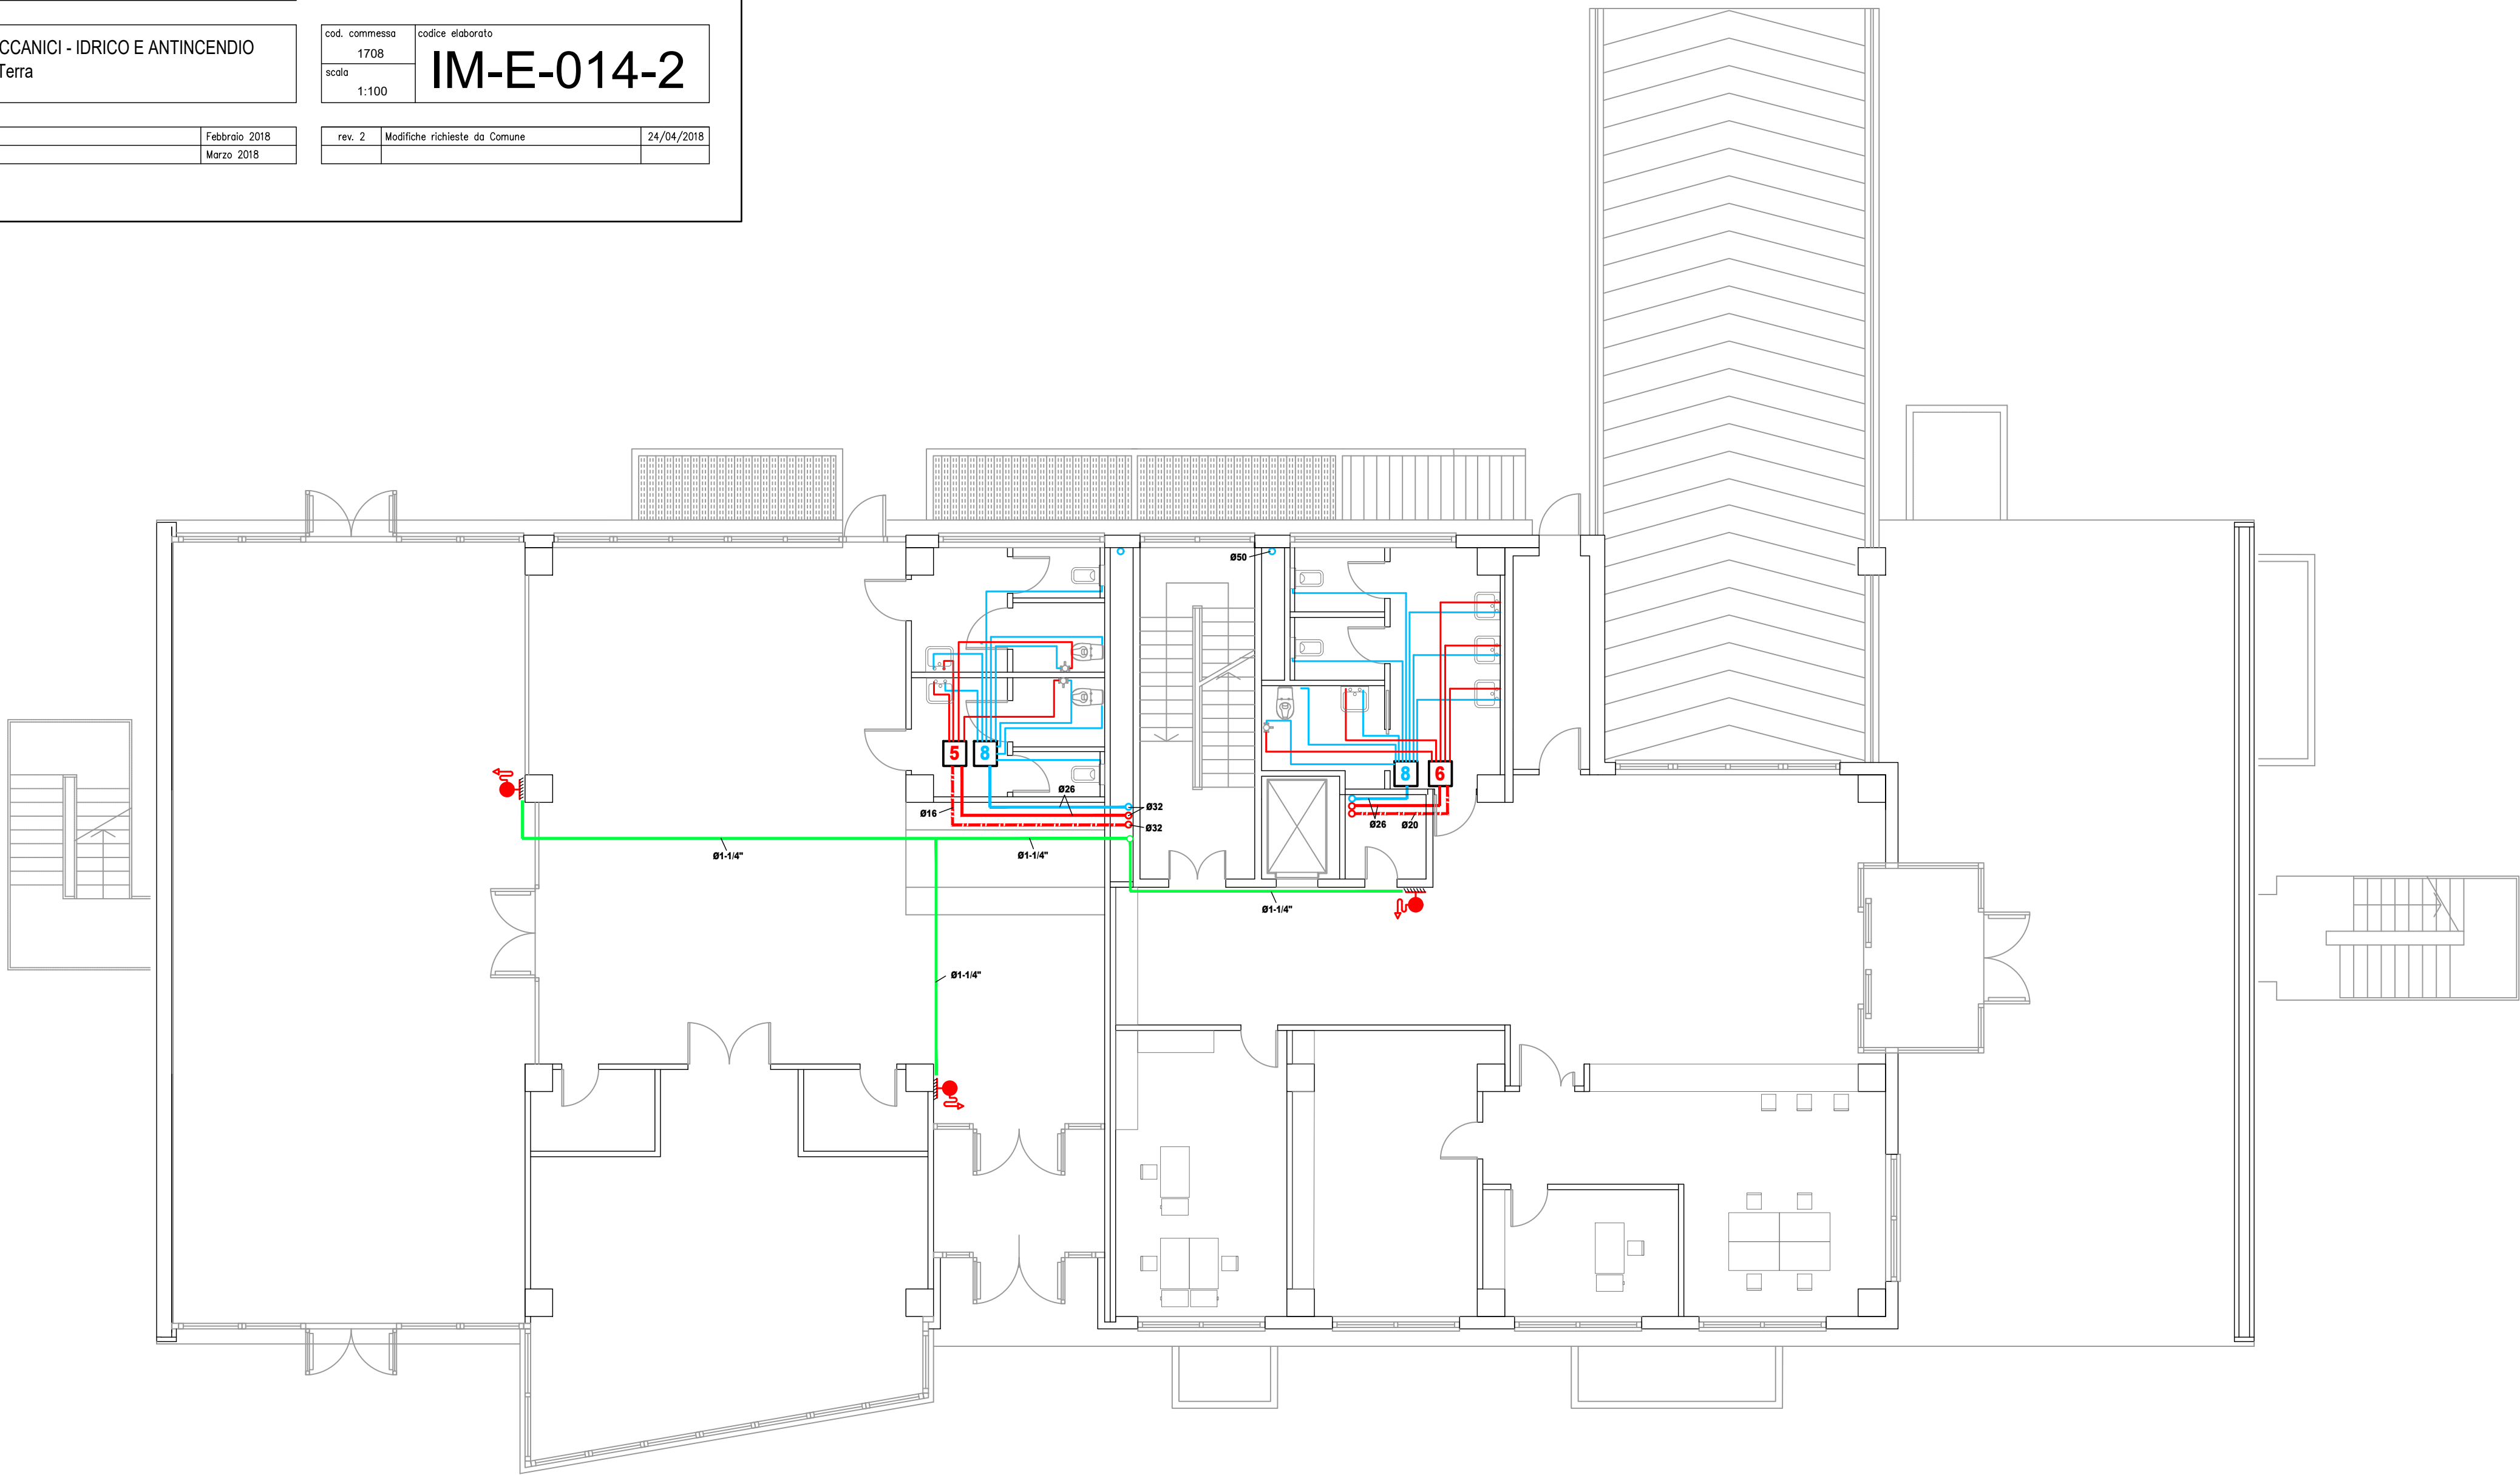 CCANICI - IDRICO E ANTINCENDIO
Terra
cod. commessa
1708
scala
1:100
codice elaborato
IM-E-014-2
Febbraio 2018
Marzo 2018
rev. 2 Modifiche richieste da Comune 24/04/2018
Ø50
5 8
8 6
Ø26
Ø16
Ø32
Ø32
Ø26 Ø20
Ø1-1/4"
Ø1-1/4"
Ø1-1/4"
Ø1-1/4"